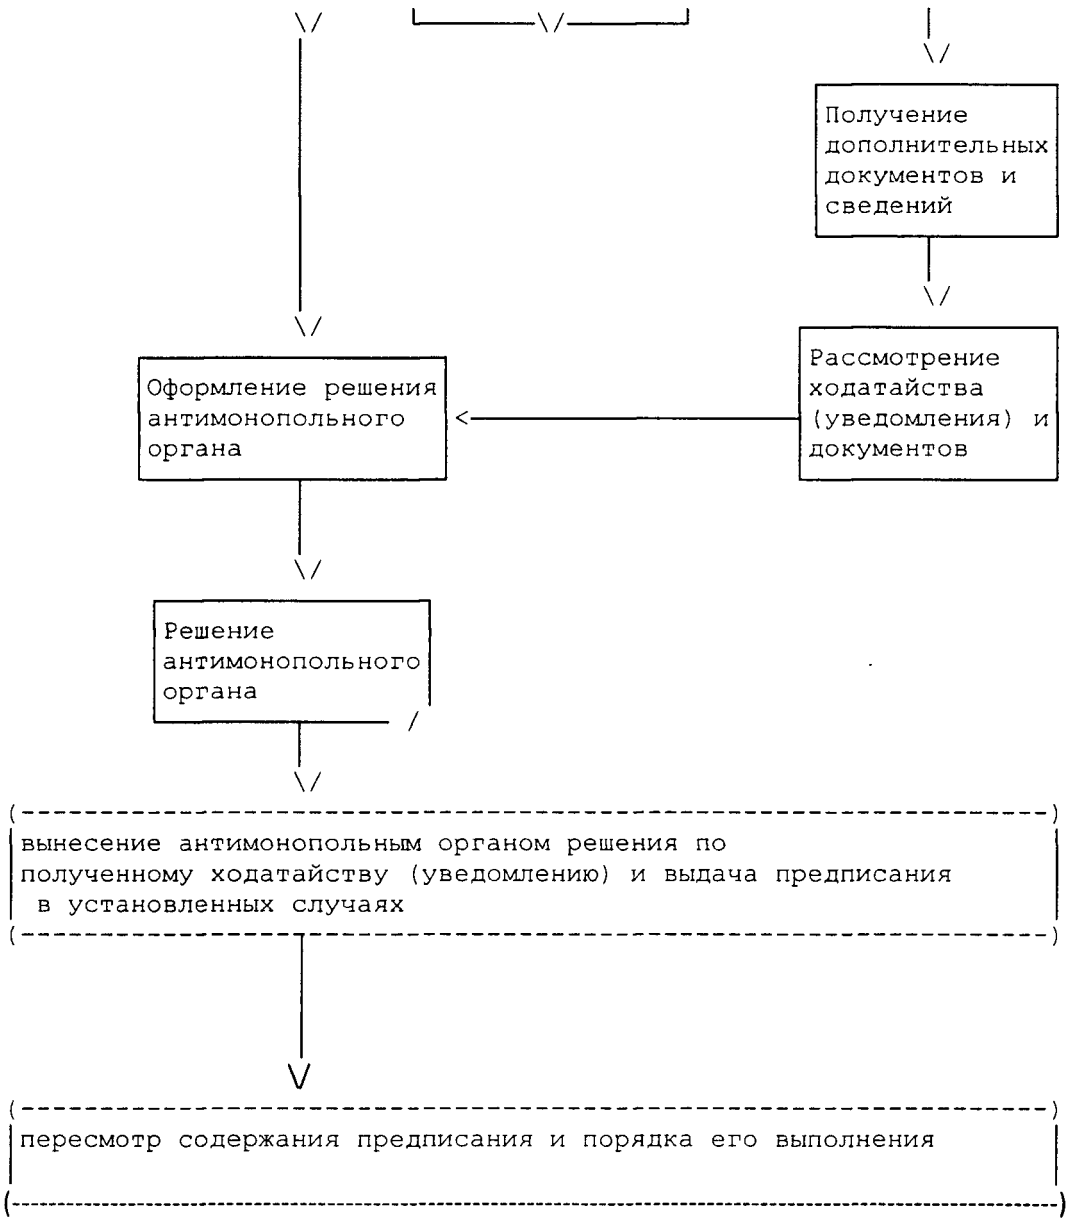 Получение
дополнительных
документов и
сведений
Рассмотрение
ходатайства
(уведомления) и
документов
Оформление решения
антимонопольного
органа
Решение
антимонопольного
органа
вынесение антимонопольным органом решения по
полученному ходатайству (уведомлению) и выдача предписания
в установленных случаях
пересмотр содержания предписания и порядка его выполнения